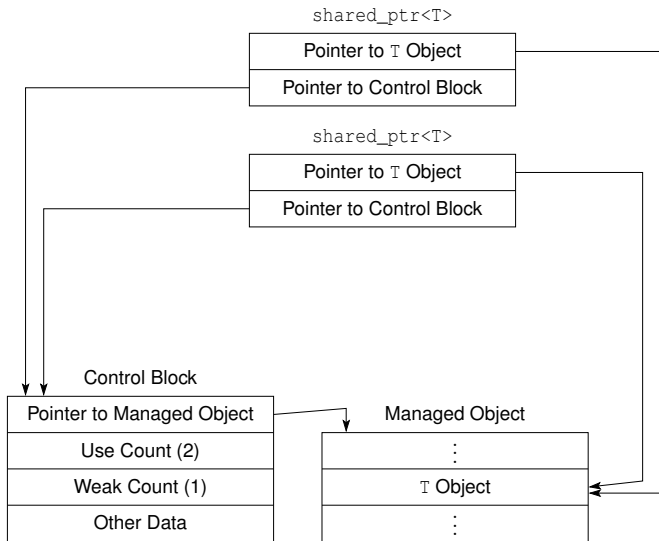 shared_ptr<T>
Pointer to T Object
Pointer to Control Block
shared_ptr<T>
Pointer to T Object
Pointer to Control Block
Control Block
Pointer to Managed Object
Use Count (2)
Weak Count (1)
Other Data
Managed Object
⋮
T Object
⋮